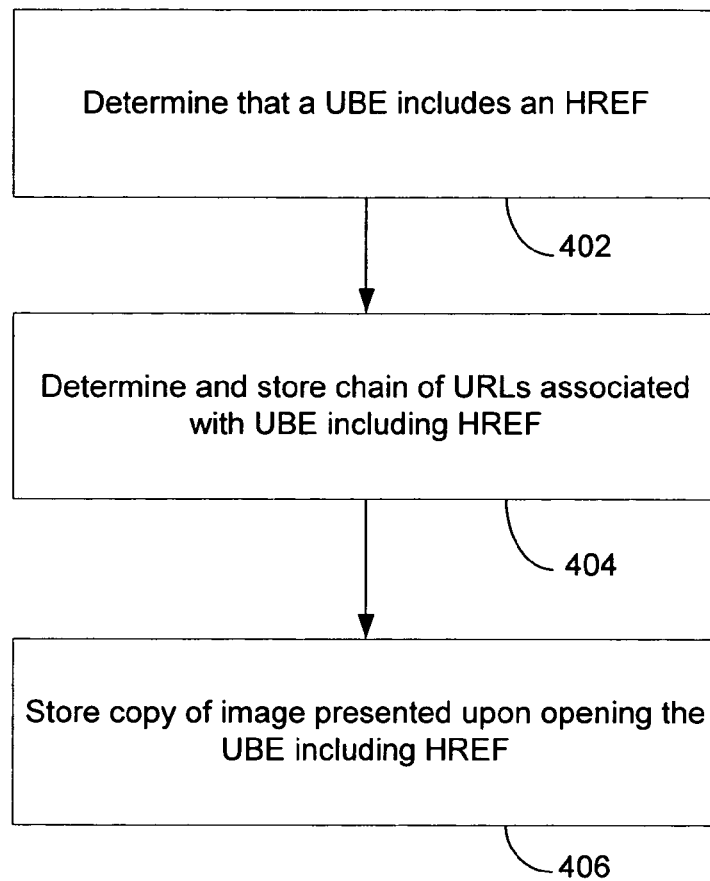 Determine that a UBE includes an HREF
402
Determine and store chain of URLs associated
with UBE including HREF
404
Store copy of image presented upon opening the
UBE including HREF
406